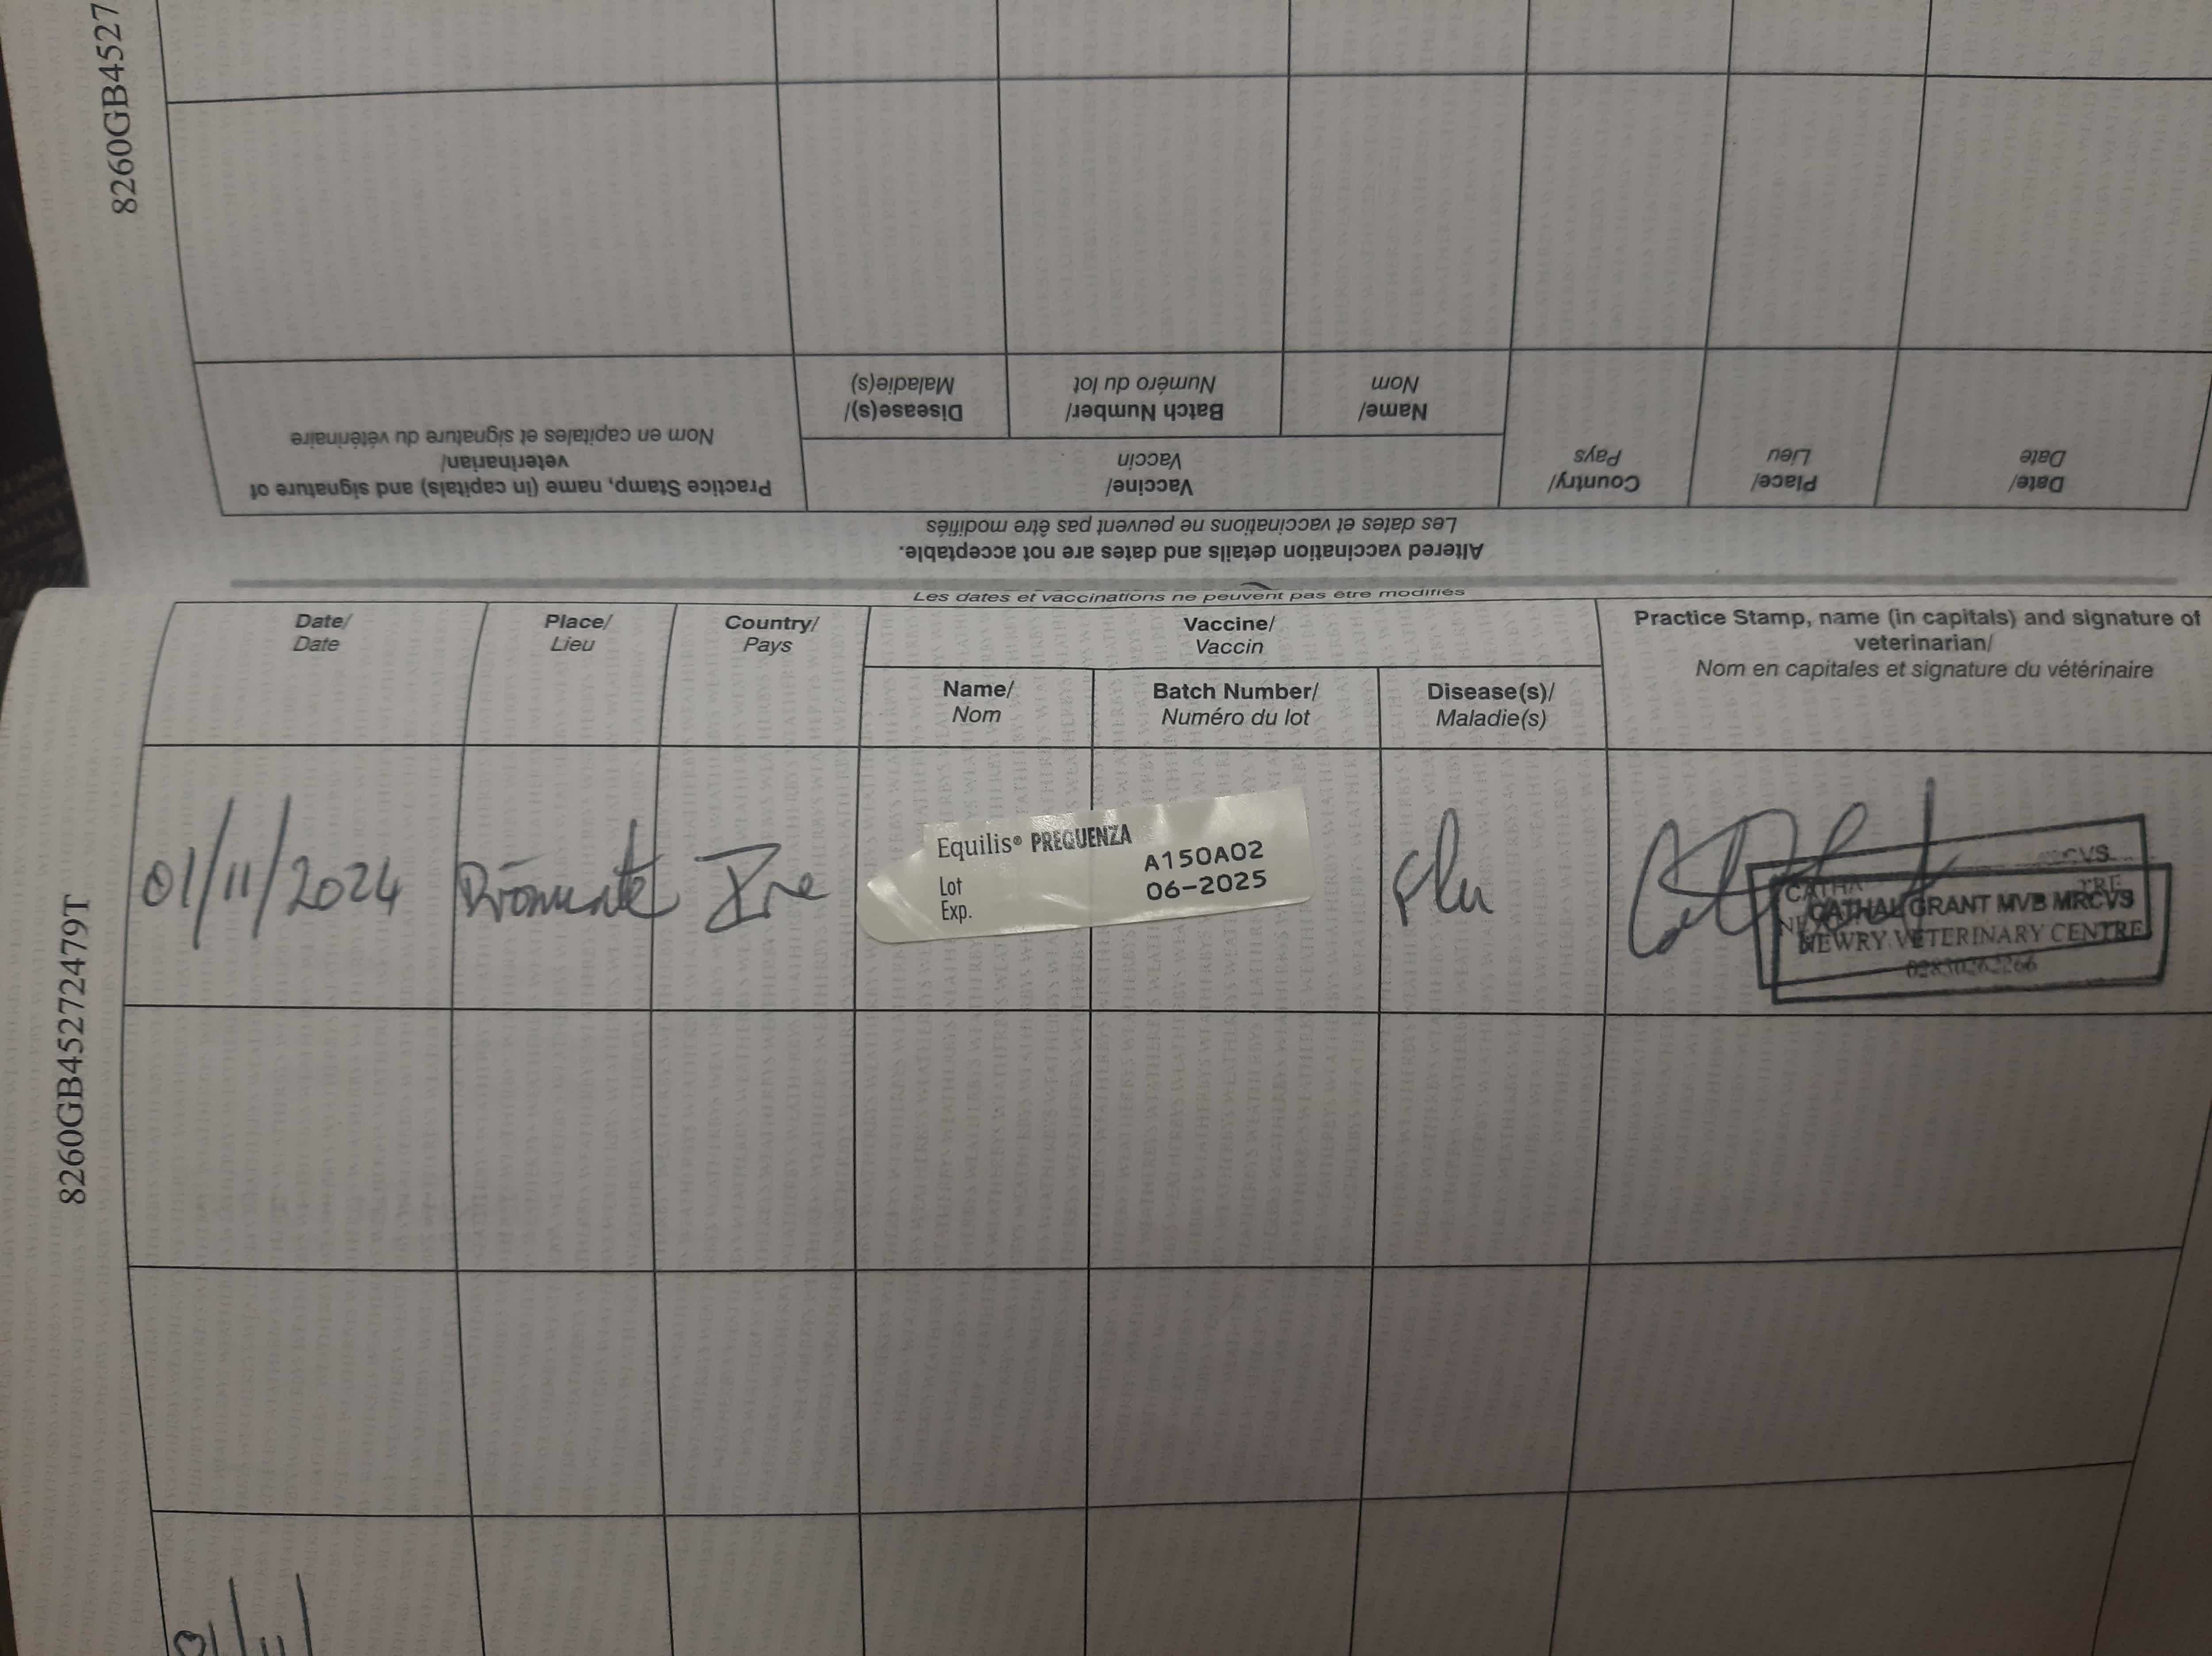 8260GB4527
Practice Stamp, name (in capitals) and signature of
veterinarian/
Nom en capitales et signature du vétérinaire
Disease(s)/
Maladie(s)
Batch Number/
Numéro du lot
Name/
Nom
Vaccine/
Vaccin
Country/
Pays
Place/
Lieu
Date/
Date
Les dates et vaccinations ne peuvent pas être modifiés
Altered vaccination details and dates are not acceptable.
Les dates et vaccinations ne peuvent pas être modifiés
Date/
Date
Place/
Lieu
Country/
Pays
Vaccine/
Vaccin
Name/
Nom
Batch Number/
Numéro du lot
Disease(s)/
Maladie(s)
Practice Stamp, name (in capitals) and signature of
veterinarian/
Nom en capitales et signature du vétérinaire
01/11/2024
Ire
Equilis® PREQUENZA
Lot A150A02
Exp. 06-2025
Flu
CATHAL GRANT MVB MRCVS
NEWRY VETERINARY CENTRE
8260GB45272479T
01/11/